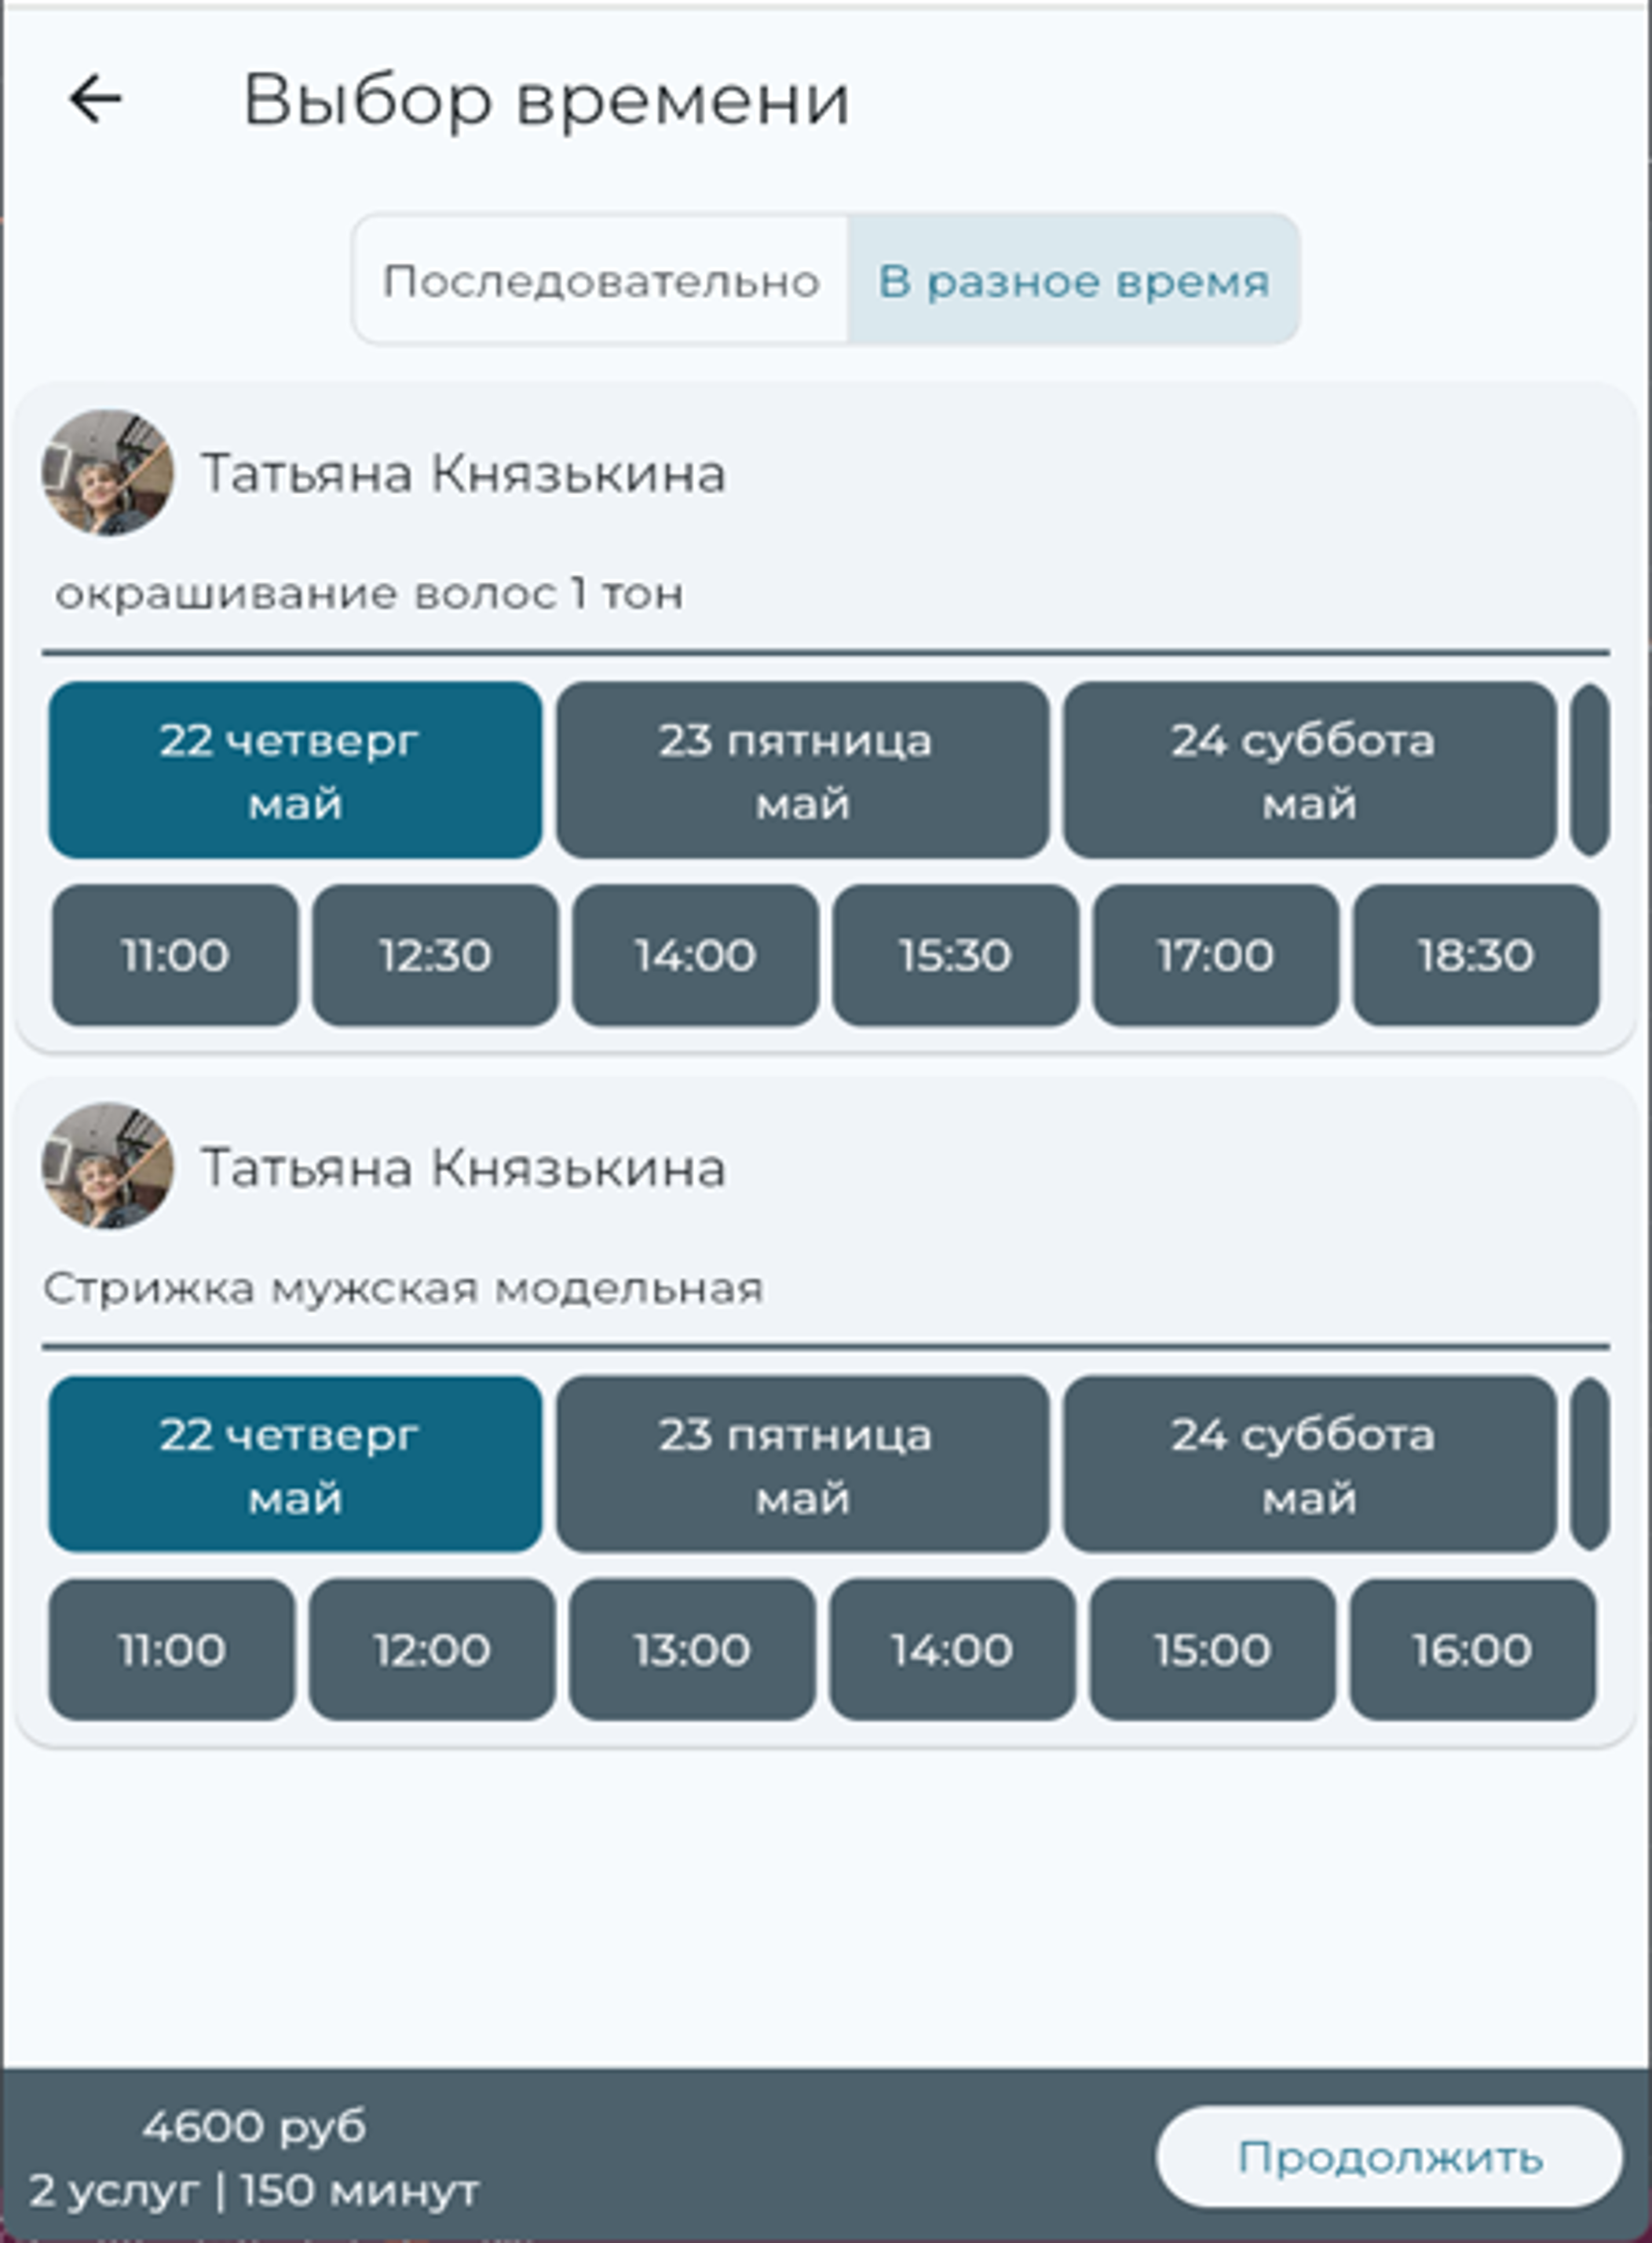 Выбор времени
Последовательно В разное время
Татьяна Князькина
окрашивание волос 1 тон
22 четверг 23 пятница 24 суббота
май май май
11:00 12:30 14:00 15:30 17:00 18:30
Татьяна Князькина
Стрижка мужская модельная
22 четверг 23 пятница 24 суббота
май май май
11:00 12:00 13:00 14:00 15:00 16:00
4600 руб
2 услуг | 150 минут
Продолжить